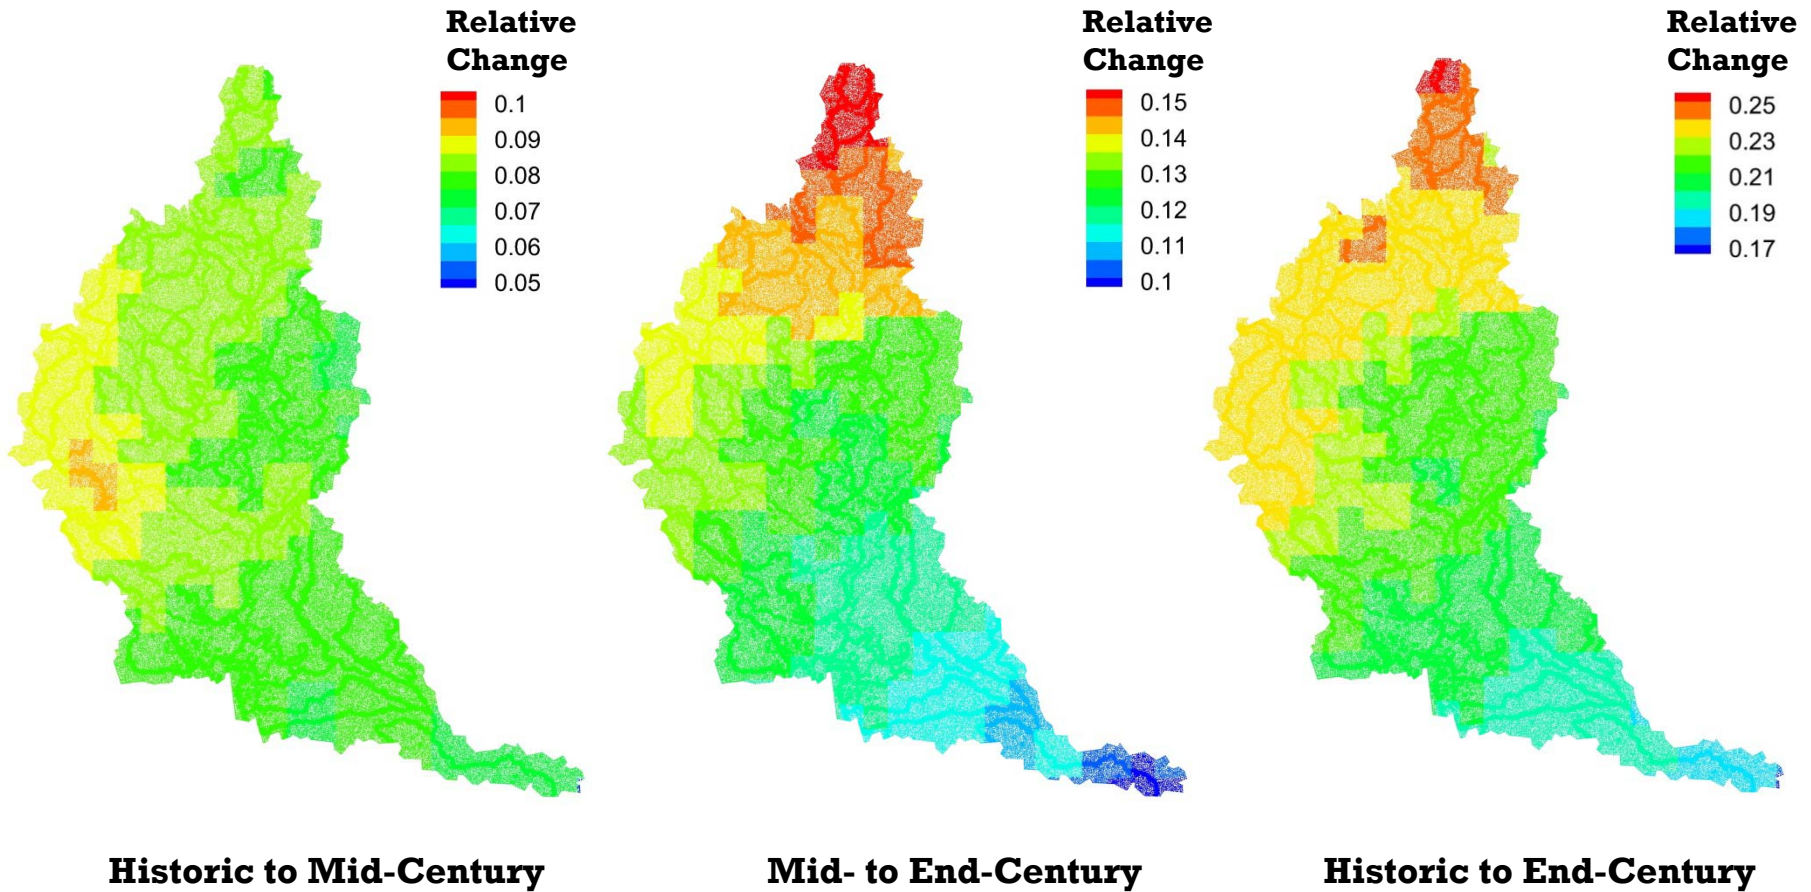 Relative
Change
0.1
0.09
0.08
0.07
0.06
0.05
Historic to Mid-Century
Relative
Change
0.15
0.14
0.13
0.12
0.11
0.1
Mid- to End-Century
Relative
Change
0.25
0.23
0.21
0.19
0.17
Historic to End-Century